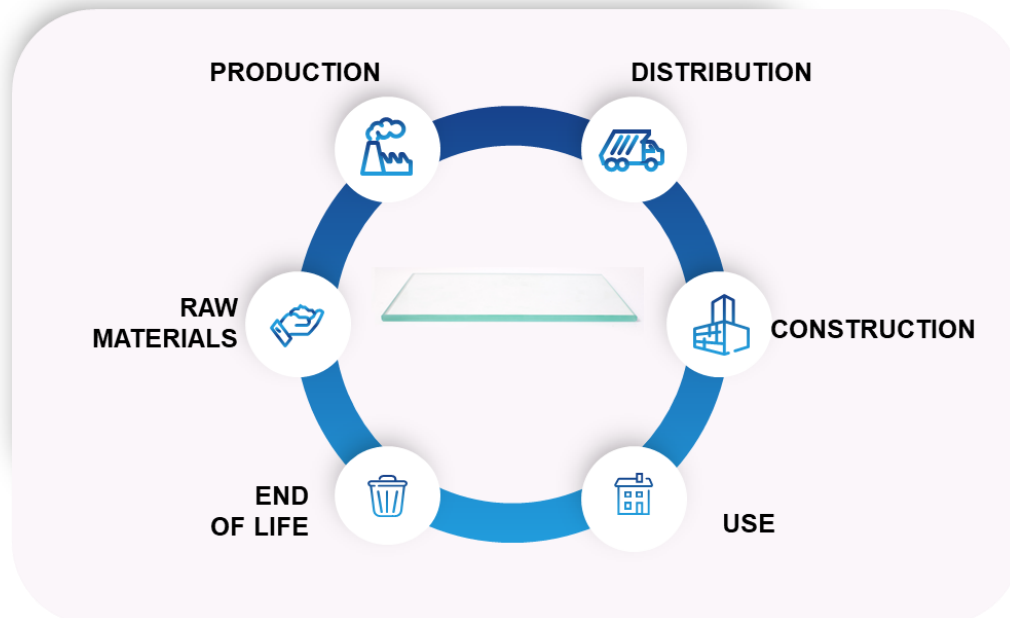 PRODUCTION
DISTRIBUTION
RAW
MATERIALS
CONSTRUCTION
END
OF LIFE
USE